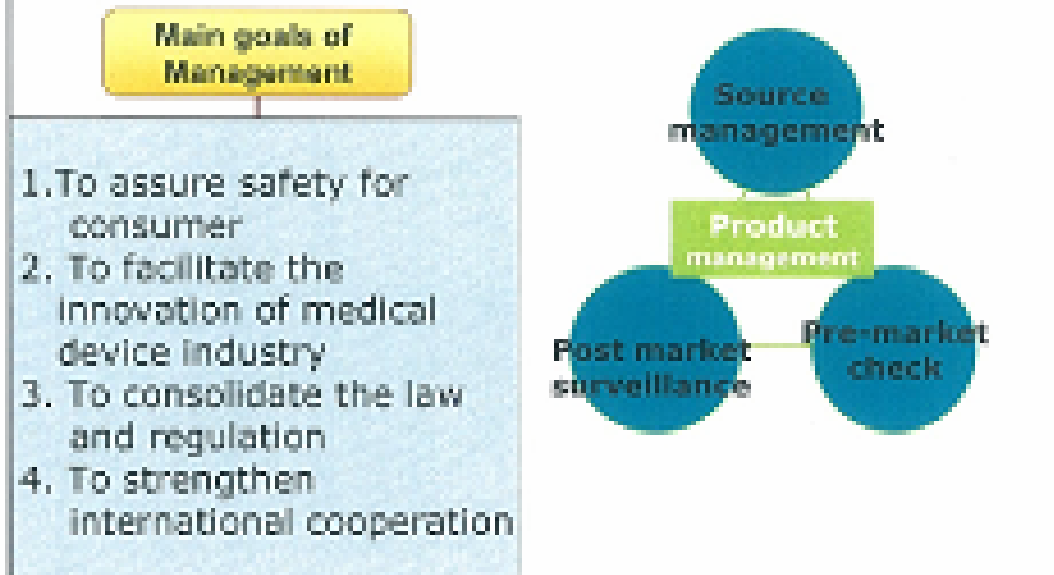 Main goals of
Management
1.To assure safety for
consumer
2. To facilitate the
innovation of medical
device industry
3. To consolidate the law
and regulation
4. To strengthen
international cooperation
Source
management
Product
management
Post market
surveillance
Pre-market
check